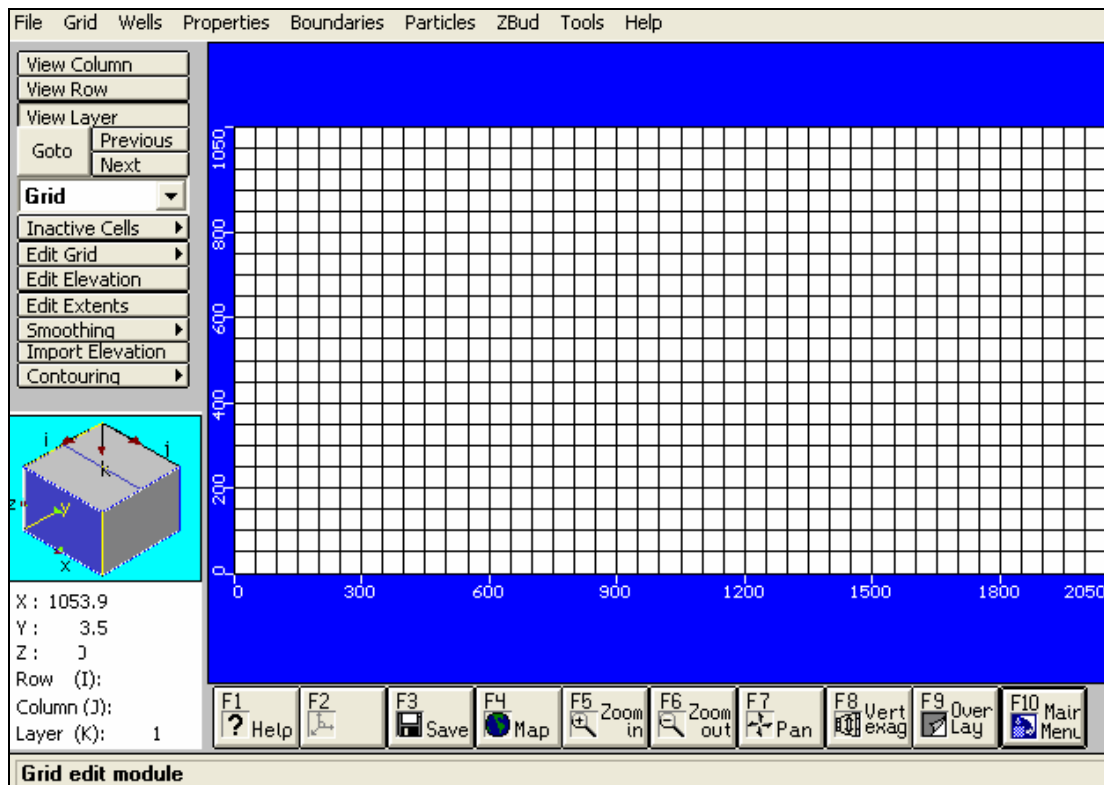 File Grid Wells Properties Boundaries Particles ZBud Tools Help
View Column
View Row
View Layer
Goto
Previous
Next
Grid
Inactive Cells
Edit Grid
Edit Elevation
Edit Extents
Smoothing
Import Elevation
Contouring
i
j
k
z
y
x
X : 1053.9
Y : 3.5
Z :
Row (I):
Column (J):
Layer (K): 1
1050
800
600
400
200
0
0 300 600 900 1200 1500 1800 2050
F1 ? Help
F2
F3 Save
F4 Map
F5 Zoom in
F6 Zoom out
F7 Pan
F8 Vert exag
F9 Over Lay
F10 Main Menu
Grid edit module